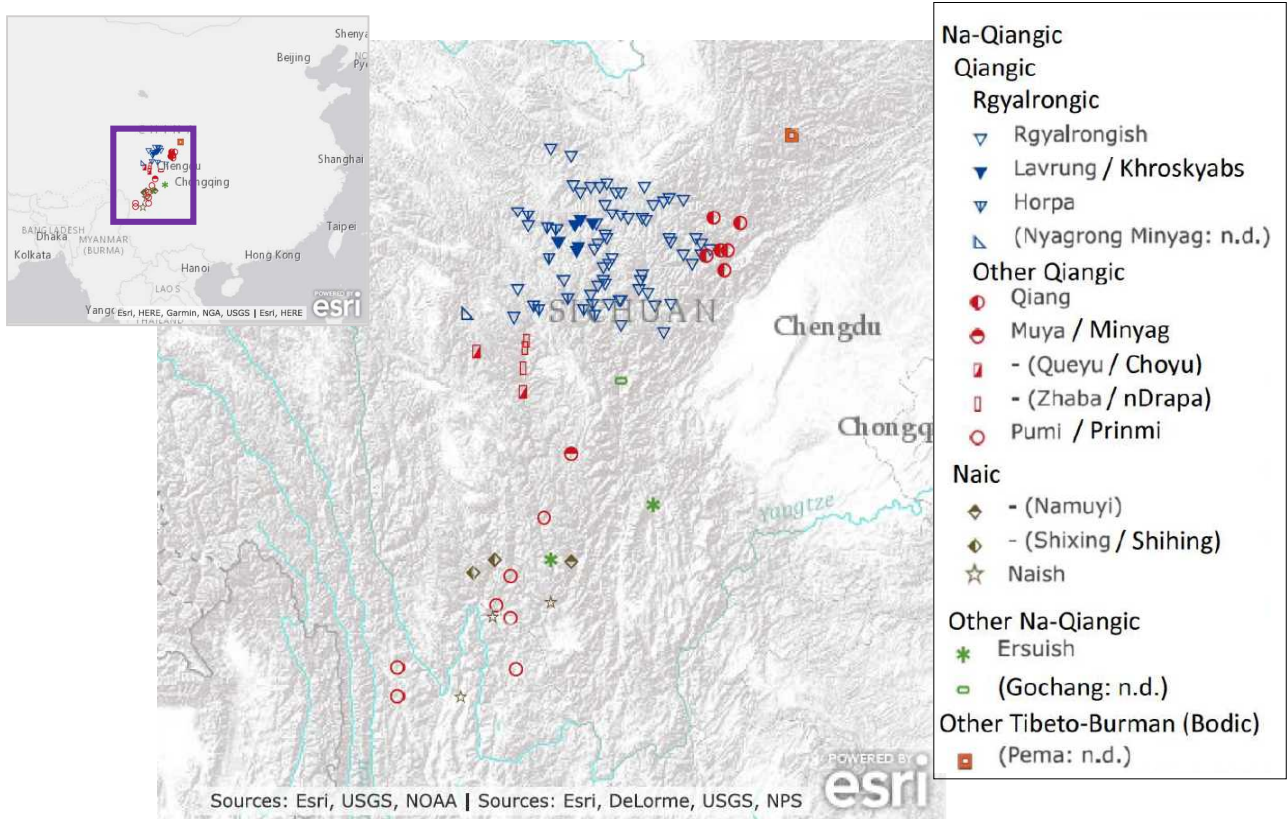 Shenya
Beijing
Pye
Shanghai
Chengdu
Chongqing
Taipei
BANGLADESH
Dhaka
MYANMAR
(BURMA)
Kolkata
Hong Kong
Hanoi
LAOS
Yang
THAILAND
POWERED BY
esri
Esri, HERE, Garmin, NGA, USGS | Esri, HERE
SICHUAN
Chengdu
Chongq
Yangtze
POWERED BY
esri
Sources: Esri, USGS, NOAA | Sources: Esri, DeLorme, USGS, NPS
Na-Qiangic
Qiangic
Rgyalrongic
Rgyalrongish
Lavrung / Khroskyabs
Horpa
(Nyagrong Minyag: n.d.)
Other Qiangic
Qiang
Muya / Minyag
- (Queyu / Choyu)
- (Zhaba / nDrapa)
Pumi / Prinmi
Naic
- (Namuyi)
- (Shixing / Shihing)
Naish
Other Na-Qiangic
Ersuish
(Gochang: n.d.)
Other Tibeto-Burman (Bodic)
(Pema: n.d.)